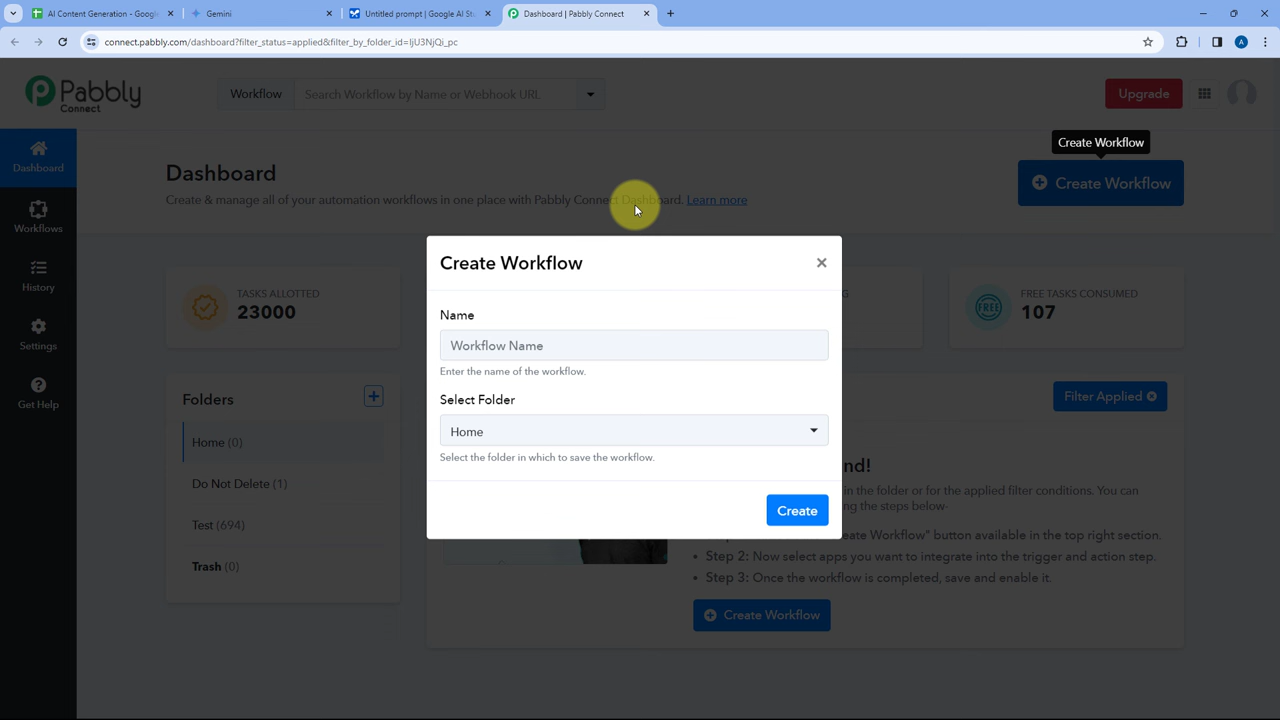 AI Content Generation - Google
Gemini
Untitled prompt | Google AI St
Dashboard | Pabbly Connect
connect.pabbly.com/dashboard?filter_status=applied&filter_by_folder_id=IjU3NjQi_pc
A
Pabbly
Connect
Workflow
Search Workflow by Name or Webhook URL
Upgrade
Create Workflow
Dashboard
Create & manage all of your automation workflows in one place with Pabbly Connect Dashboard. Learn more
Create Workflow
Dashboard
Workflows
History
Settings
Get Help
TASKS ALLOTTED
23000
G
FREE
FREE TASKS CONSUMED
107
Folders
Home (0)
Do Not Delete (1)
Test (694)
Trash (0)
Filter Applied
Create Workflow
Name
Workflow Name
Enter the name of the workflow.
Select Folder
Home
Select the folder in which to save the workflow.
Create
nd!
in the folder or for the applied filter conditions. You can
ng the steps below-
eate Workflow" button available in the top right section.
Step 2: Now select apps you want to integrate into the trigger and action step.
Step 3: Once the workflow is completed, save and enable it.
Create Workflow